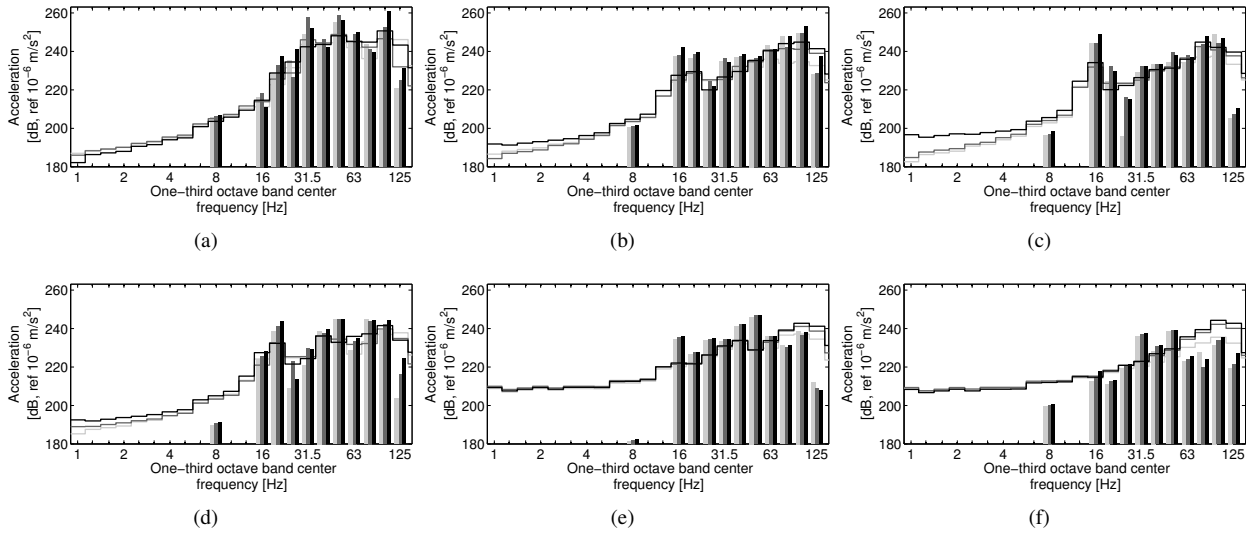 260
240
220
200
180
Acceleration
[dB, ref 10⁻⁶ m/s²]
1 2 4 8 16 31.5 63 125
One−third octave band center
frequency [Hz]
(a)
260
240
220
200
180
Acceleration
[dB, ref 10⁻⁶ m/s²]
1 2 4 8 16 31.5 63 125
One−third octave band center
frequency [Hz]
(b)
260
240
220
200
180
Acceleration
[dB, ref 10⁻⁶ m/s²]
1 2 4 8 16 31.5 63 125
One−third octave band center
frequency [Hz]
(c)
260
240
220
200
180
Acceleration
[dB, ref 10⁻⁶ m/s²]
1 2 4 8 16 31.5 63 125
One−third octave band center
frequency [Hz]
(d)
260
240
220
200
180
Acceleration
[dB, ref 10⁻⁶ m/s²]
1 2 4 8 16 31.5 63 125
One−third octave band center
frequency [Hz]
(e)
260
240
220
200
180
Acceleration
[dB, ref 10⁻⁶ m/s²]
1 2 4 8 16 31.5 63 125
One−third octave band center
frequency [Hz]
(f)